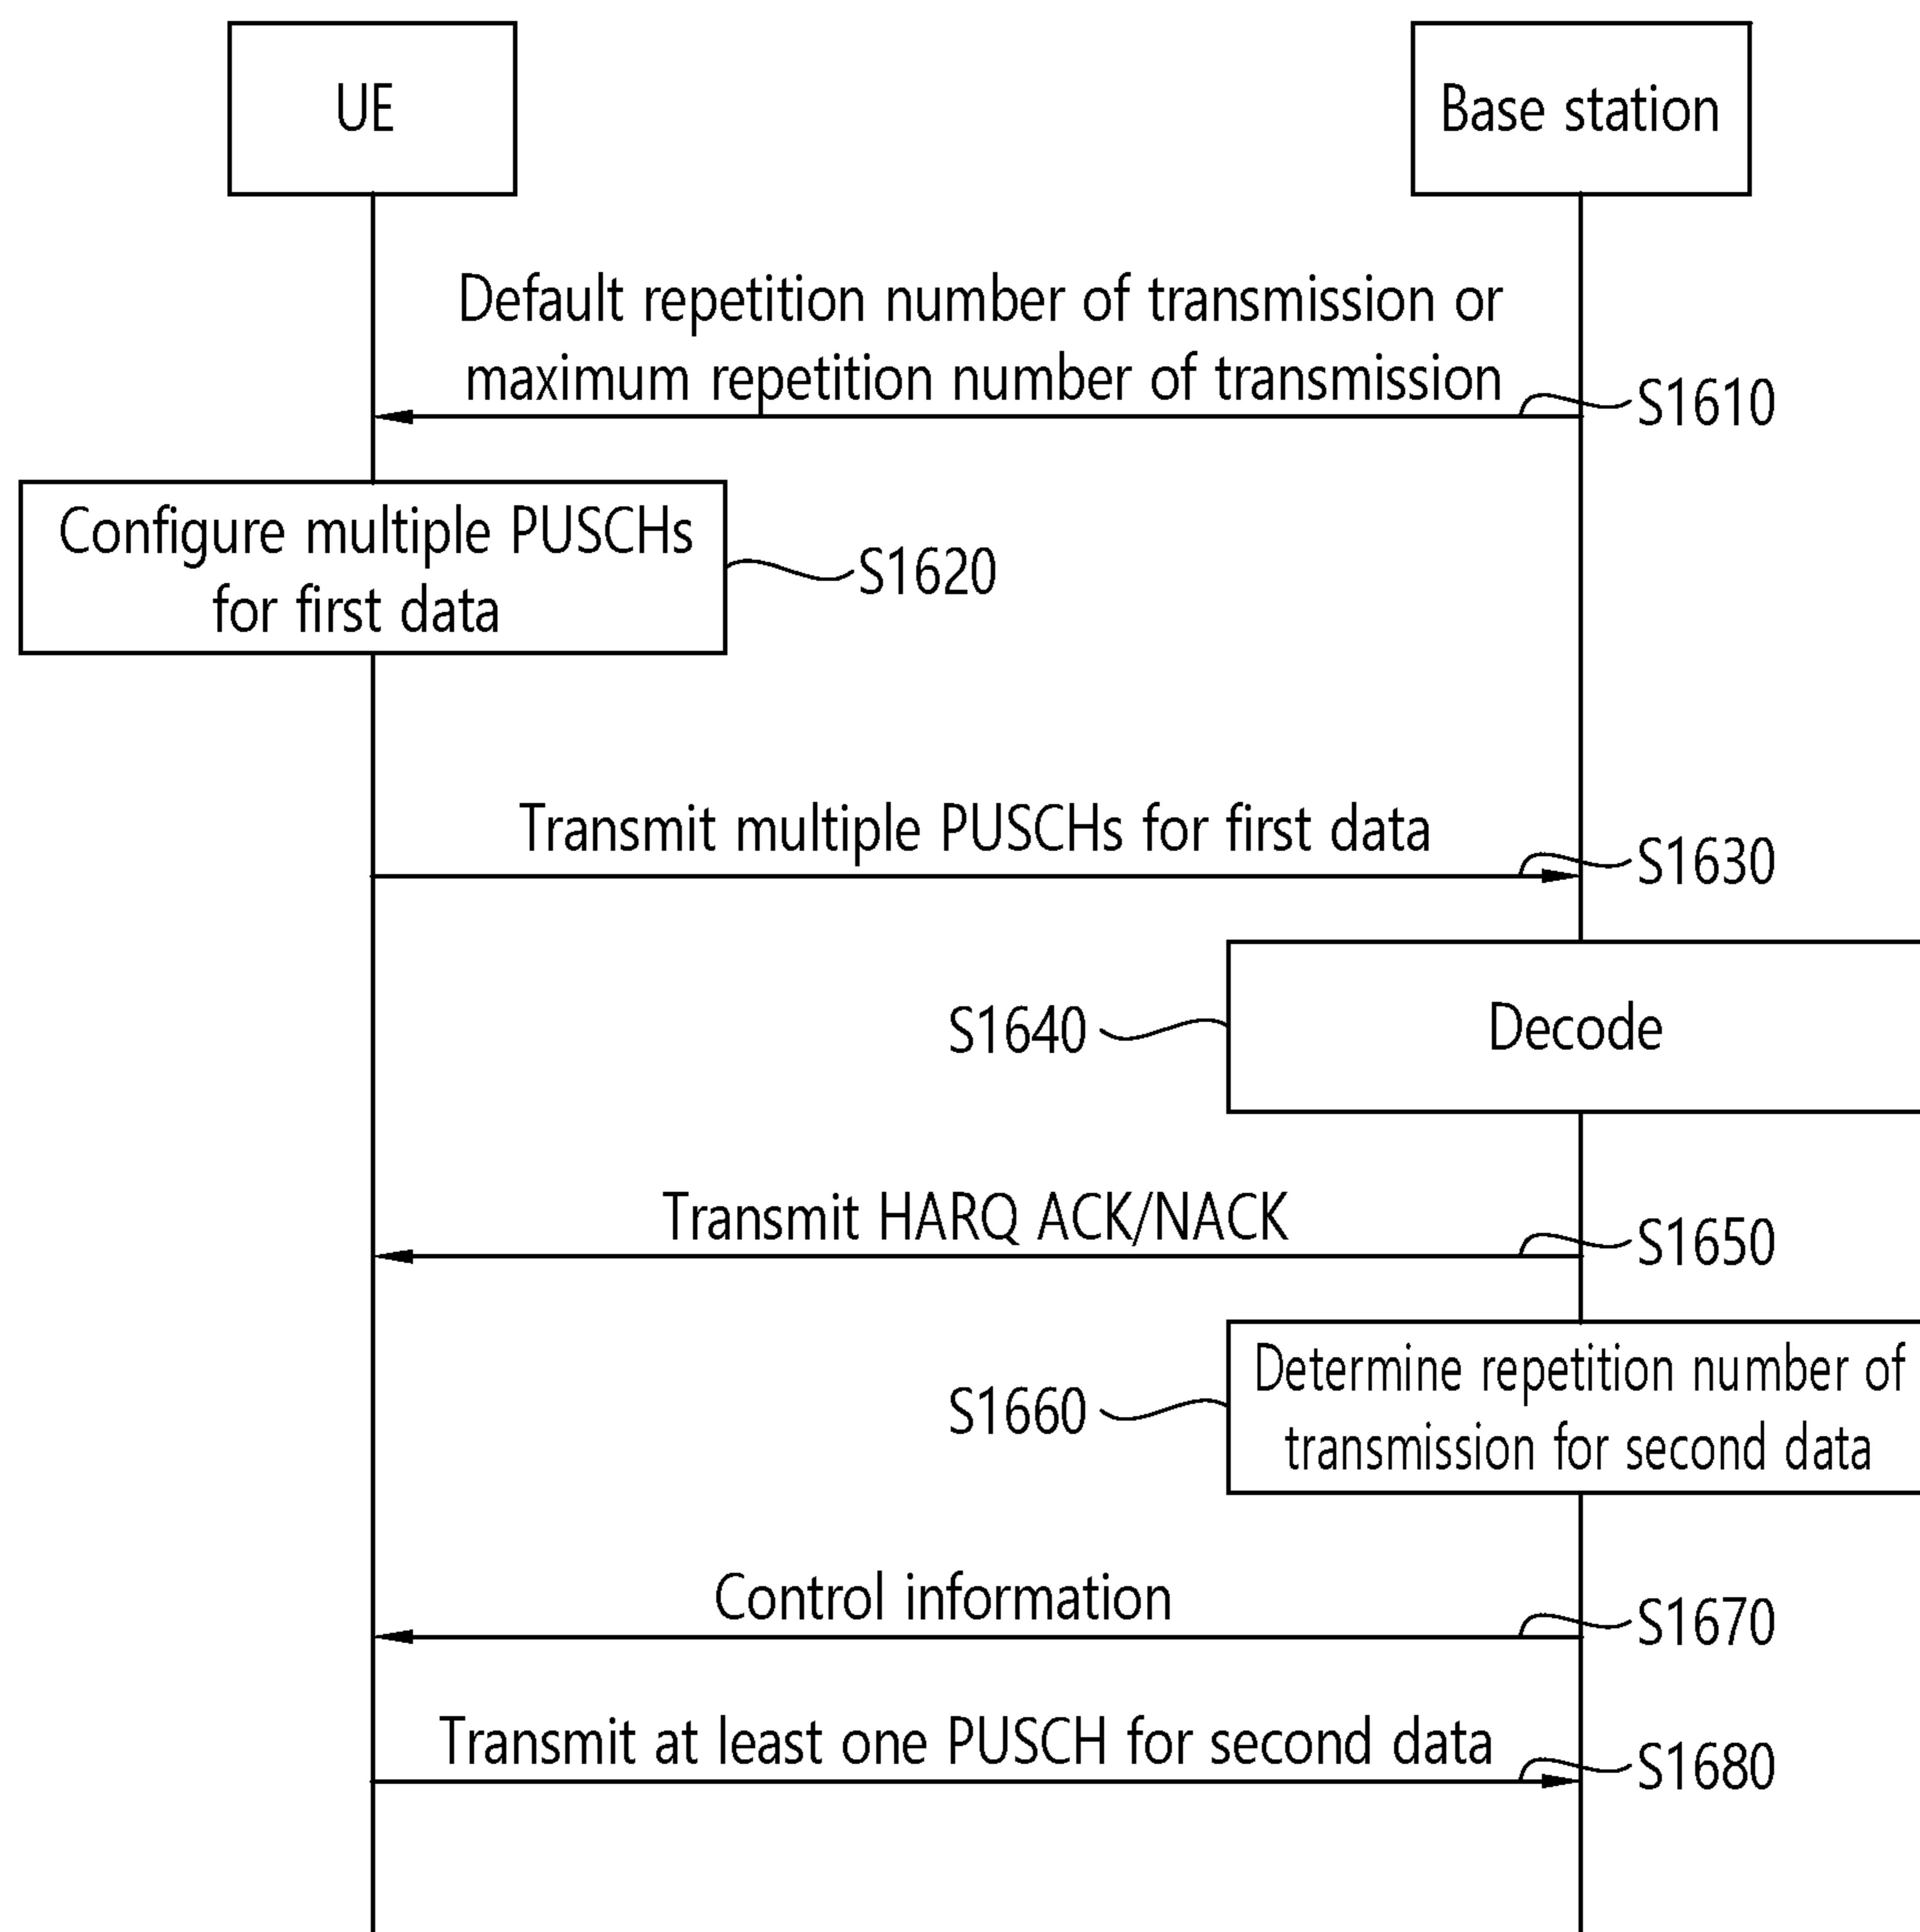 UE
Base station
Default repetition number of transmission or
maximum repetition number of transmission
S1610
Configure multiple PUSCHs
for first data
S1620
Transmit multiple PUSCHs for first data
S1630
S1640
Decode
Transmit HARQ ACK/NACK
S1650
Determine repetition number of
transmission for second data
S1660
Control information
S1670
Transmit at least one PUSCH for second data
S1680